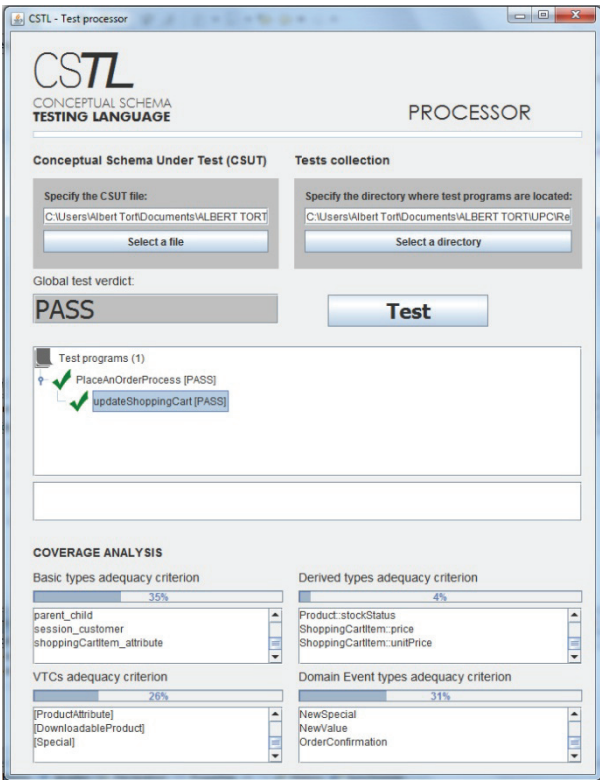 CSTL - Test processor
CSTL
CONCEPTUAL SCHEMA
TESTING LANGUAGE
PROCESSOR
Conceptual Schema Under Test (CSUT)
Tests collection
Specify the CSUT file:
C:\Users\Albert Tort\Documents\ALBERT TORT
Select a file
Specify the directory where test programs are located:
C:\Users\Albert Tort\Documents\ALBERT TORT\UPC\Re
Select a directory
Global test verdict:
PASS
Test
Test programs (1)
PlaceAnOrderProcess [PASS]
updateShoppingCart [PASS]
COVERAGE ANALYSIS
Basic types adequacy criterion
35%
parent_child
session_customer
shoppingCartItem_attribute
Derived types adequacy criterion
4%
Product::stockStatus
ShoppingCartItem::price
ShoppingCartItem::unitPrice
VTCs adequacy criterion
26%
[ProductAttribute]
[DownloadableProduct]
[Special]
Domain Event types adequacy criterion
31%
NewSpecial
NewValue
OrderConfirmation